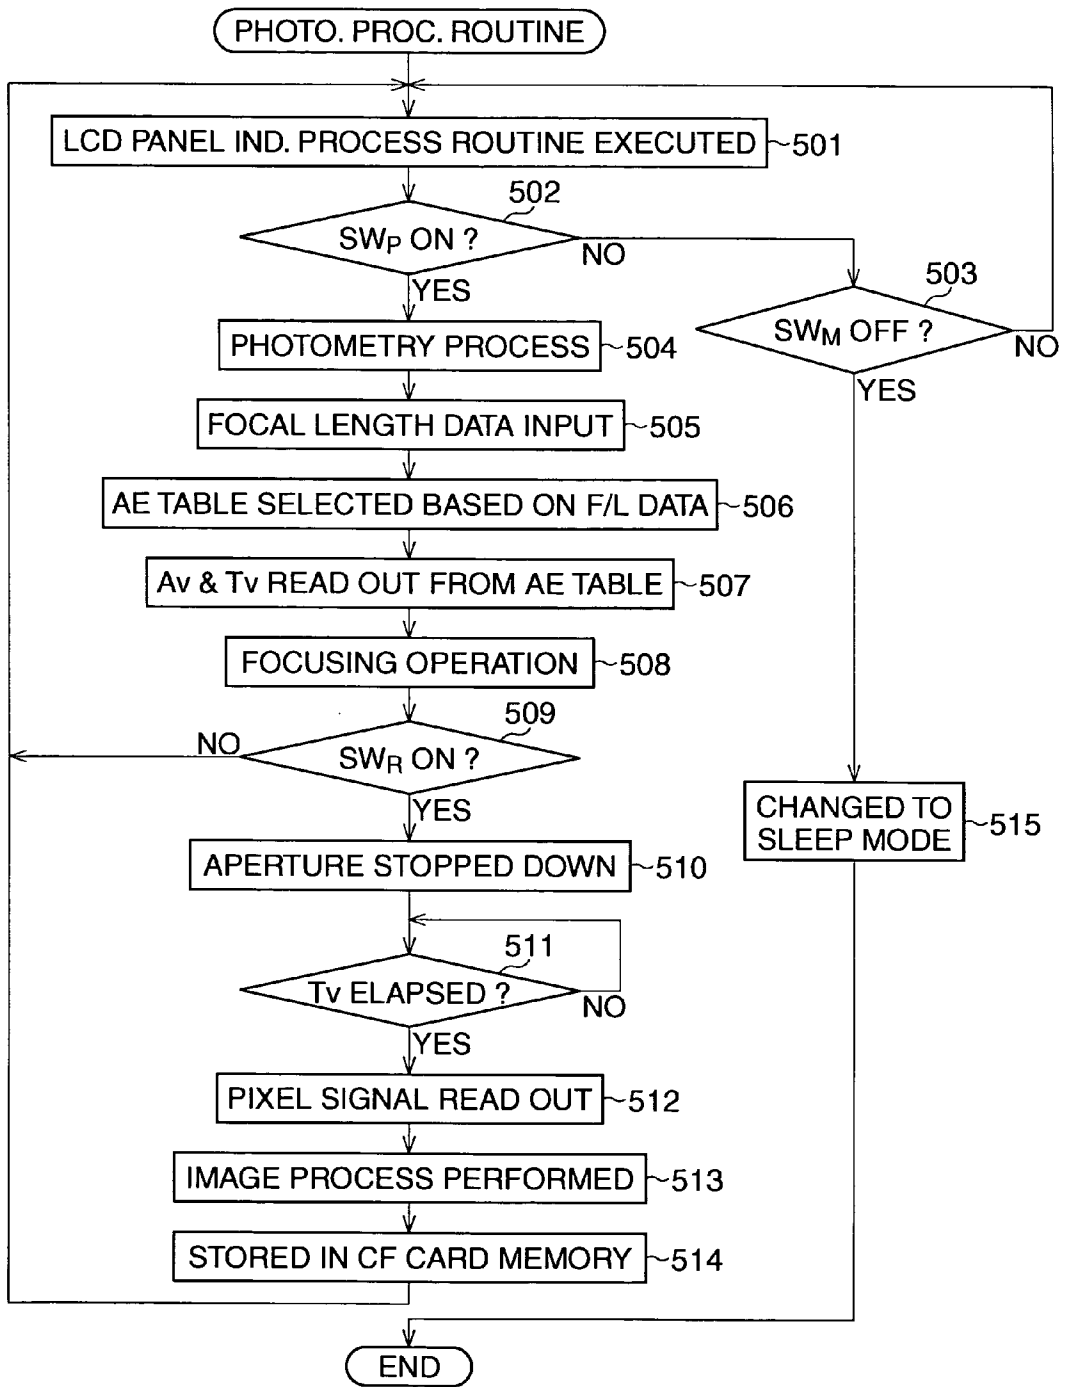 PHOTO. PROC. ROUTINE
LCD PANEL IND. PROCESS ROUTINE EXECUTED
501
502
SWP ON ?
NO
YES
503
SWM OFF ?
NO
YES
PHOTOMETRY PROCESS
504
FOCAL LENGTH DATA INPUT
505
AE TABLE SELECTED BASED ON F/L DATA
506
Av & Tv READ OUT FROM AE TABLE
507
FOCUSING OPERATION
508
509
SWR ON ?
NO
YES
CHANGED TO
SLEEP MODE
515
APERTURE STOPPED DOWN
510
511
Tv ELAPSED ?
NO
YES
PIXEL SIGNAL READ OUT
512
IMAGE PROCESS PERFORMED
513
STORED IN CF CARD MEMORY
514
END